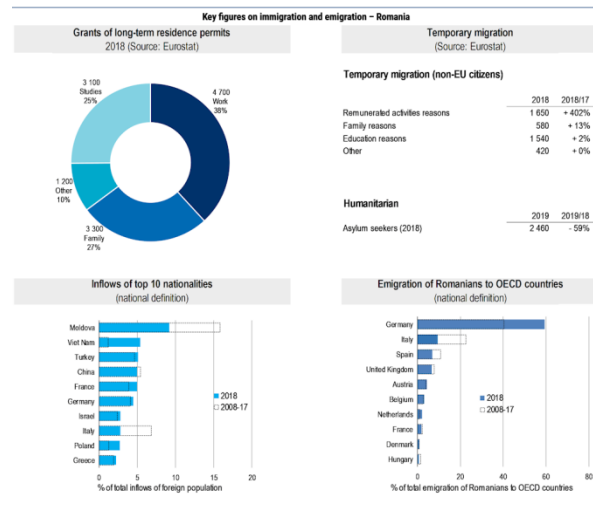 Key figures on immigration and emigration – Romania
Grants of long-term residence permits
2018 (Source: Eurostat)
3 100
Studies
25%
4 700
Work
38%
1 200
Other
10%
3 300
Family
27%
Temporary migration
(Source: Eurostat)
Temporary migration (non-EU citizens)
2018 2018/17
Remunerated activities reasons 1 650 + 402%
Family reasons 580 + 13%
Education reasons 1 540 + 2%
Other 420 + 0%
Humanitarian
2019 2019/18
Asylum seekers (2018) 2 460 - 59%
Inflows of top 10 nationalities
(national definition)
Moldova
Viet Nam
Turkey
China
France
Germany
Israel
Italy
Poland
Greece
2018
2008-17
0 5 10 15 20
% of total inflows of foreign population
Emigration of Romanians to OECD countries
(national definition)
Germany
Italy
Spain
United Kingdom
Austria
Belgium
Netherlands
France
Denmark
Hungary
2018
2008-17
0 20 40 60 80
% of total emigration of Romanians to OECD countries